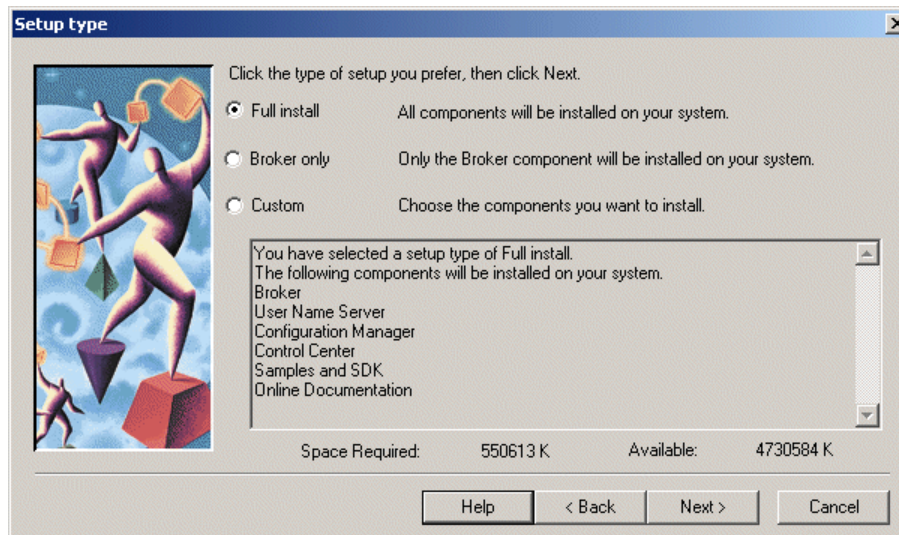 Setup type
Click the type of setup you prefer, then click Next.
Full install All components will be installed on your system.
Broker only Only the Broker component will be installed on your system.
Custom Choose the components you want to install.
You have selected a setup type of Full install.
The following components will be installed on your system.
Broker
User Name Server
Configuration Manager
Control Center
Samples and SDK
Online Documentation
Space Required: 550613 K Available: 4730584 K
Help < Back Next > Cancel